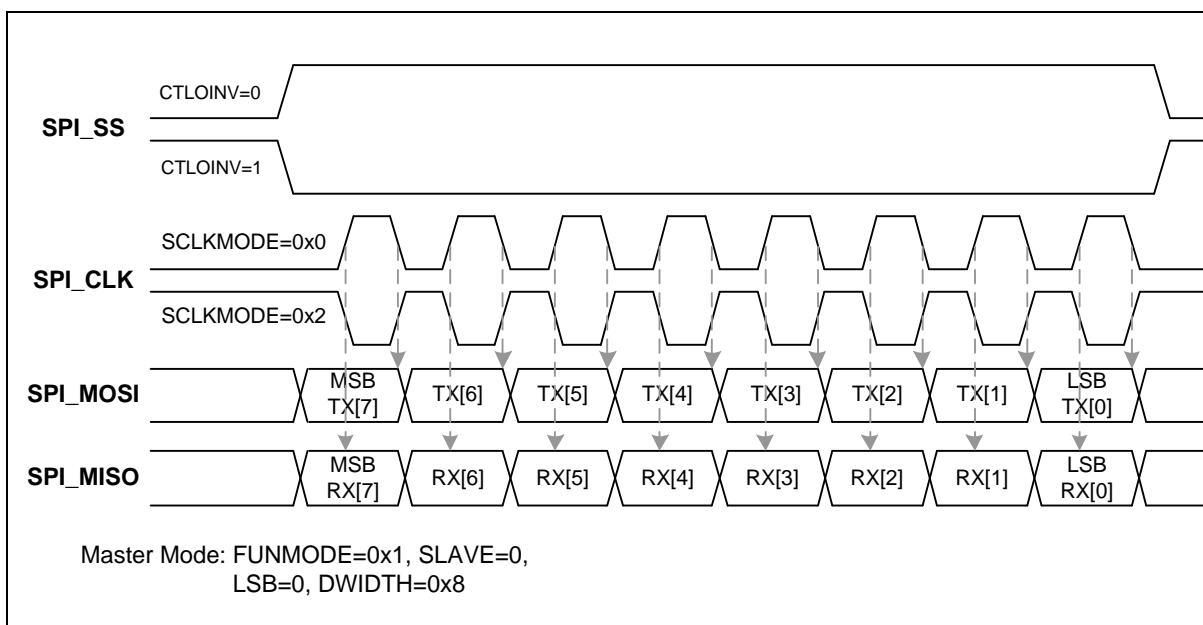 CTLOINV=0
SPI_SS
CTLOINV=1
SCLKMODE=0x0
SPI_CLK
SCLKMODE=0x2
SPI_MOSI
MSB
TX[7]
TX[6]
TX[5]
TX[4]
TX[3]
TX[2]
TX[1]
LSB
TX[0]
SPI_MISO
MSB
RX[7]
RX[6]
RX[5]
RX[4]
RX[3]
RX[2]
RX[1]
LSB
RX[0]
Master Mode: FUNMODE=0x1, SLAVE=0,
LSB=0, DWIDTH=0x8